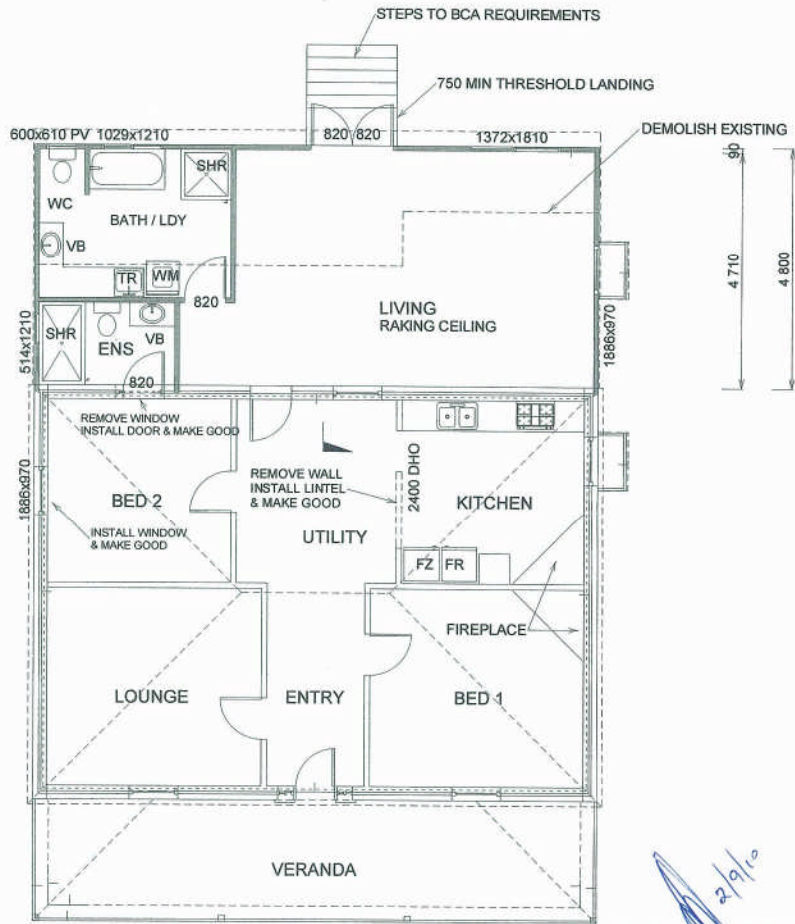 STEPS TO BCA REQUIREMENTS
750 MIN THRESHOLD LANDING
600x610 PV 1029x1210
820 820
1372x1810
DEMOLISH EXISTING
90
SHR
WC
BATH / LDY
VB
TR
WM
820
LIVING
RAKING CEILING
4 710
4 800
514x1210
SHR
ENS
VB
820
1886x970
REMOVE WINDOW
INSTALL DOOR & MAKE GOOD
1886x970
BED 2
INSTALL WINDOW
& MAKE GOOD
REMOVE WALL
INSTALL LINTEL
& MAKE GOOD
2400 DHO
UTILITY
KITCHEN
FZ FR
FIREPLACE
LOUNGE
ENTRY
BED 1
VERANDA
2/9/10